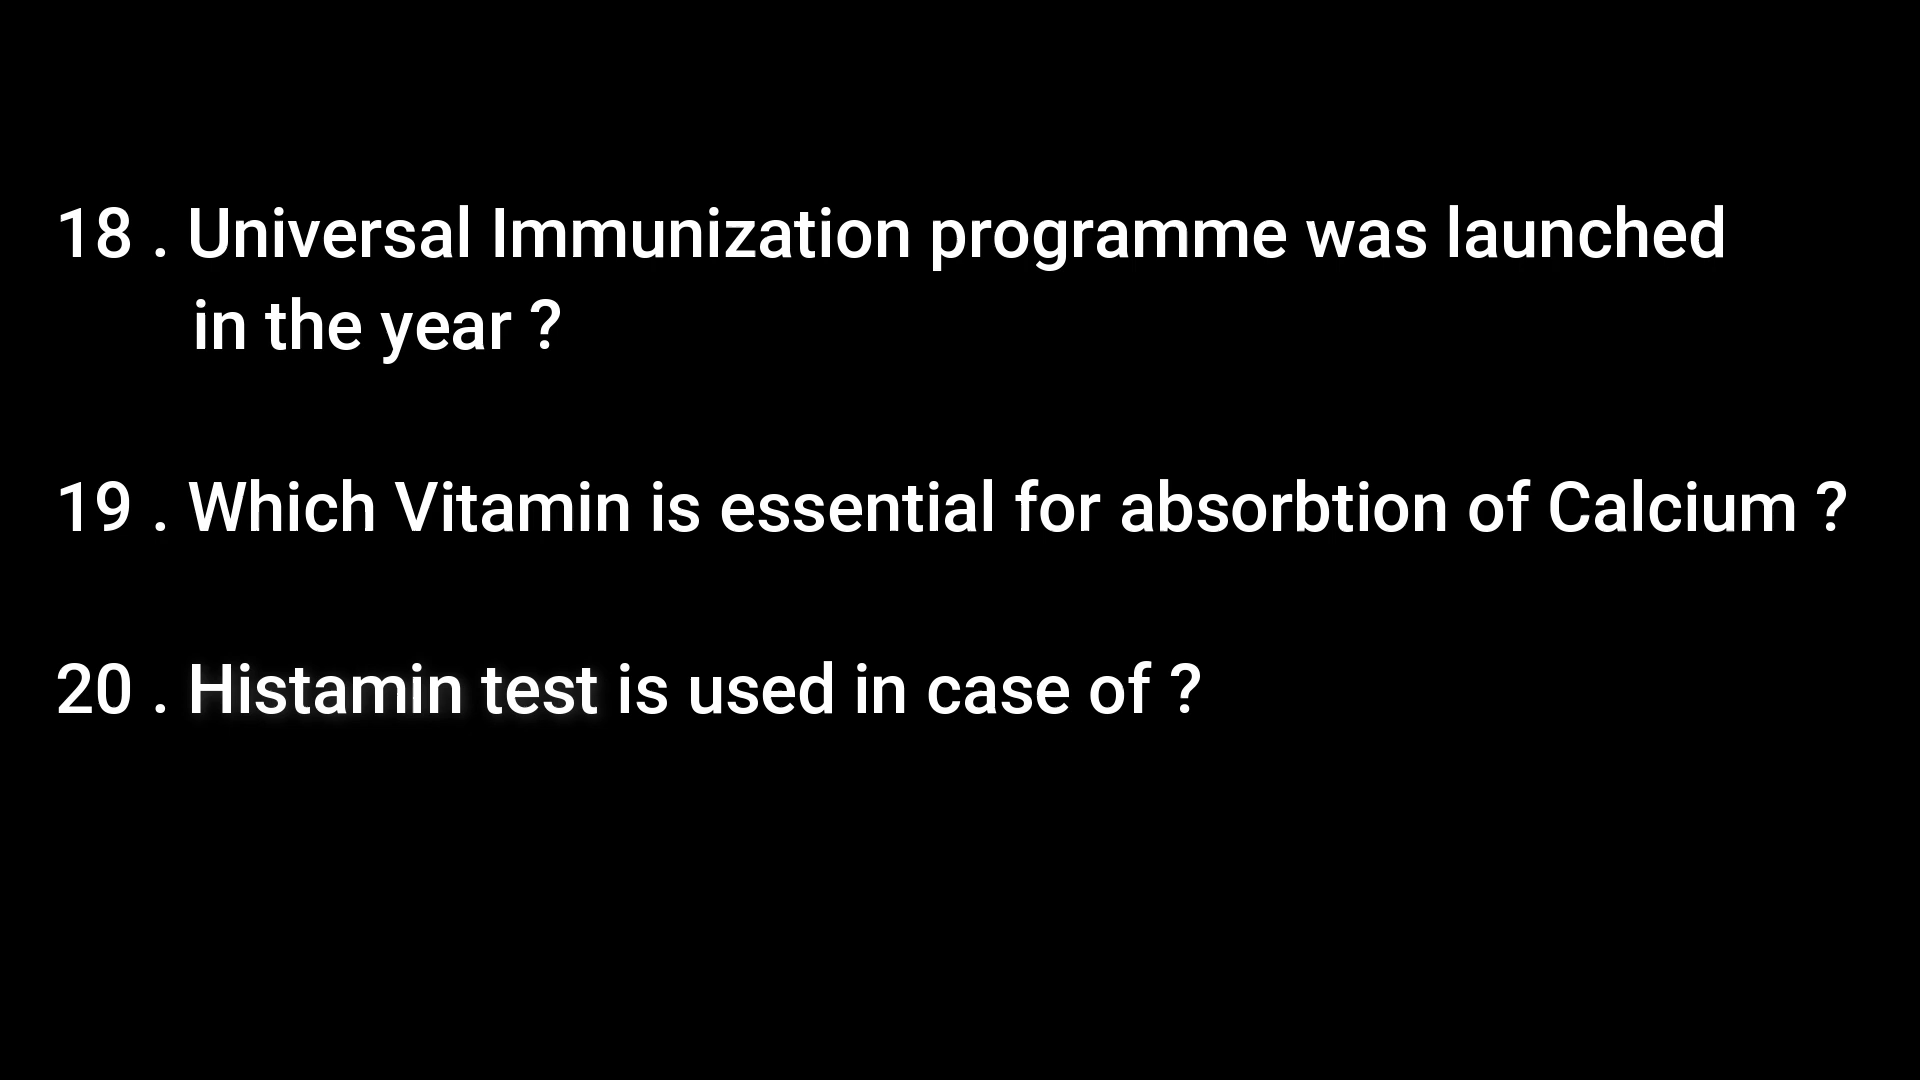 18 . Universal Immunization programme was launched
in the year ?
19 . Which Vitamin is essential for absorbtion of Calcium ?
20 . Histamin test is used in case of ?